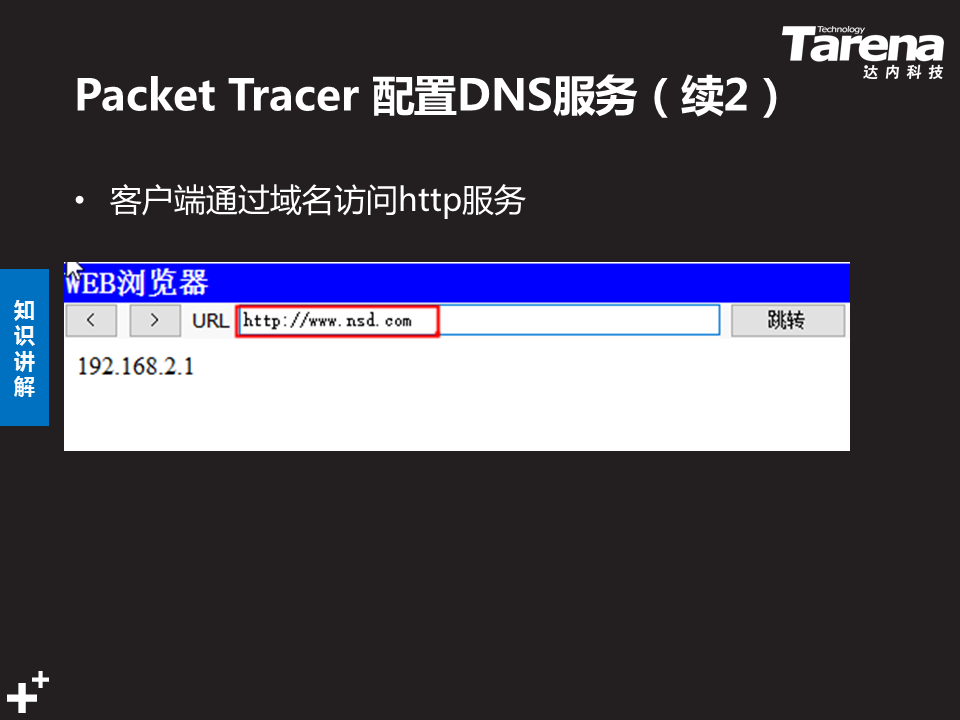 Technology
Tarena
达内科技
Packet Tracer 配置DNS服务（续2）
• 客户端通过域名访问http服务
知识讲解
WEB浏览器
< > URL http://www.nsd.com 跳转
192.168.2.1